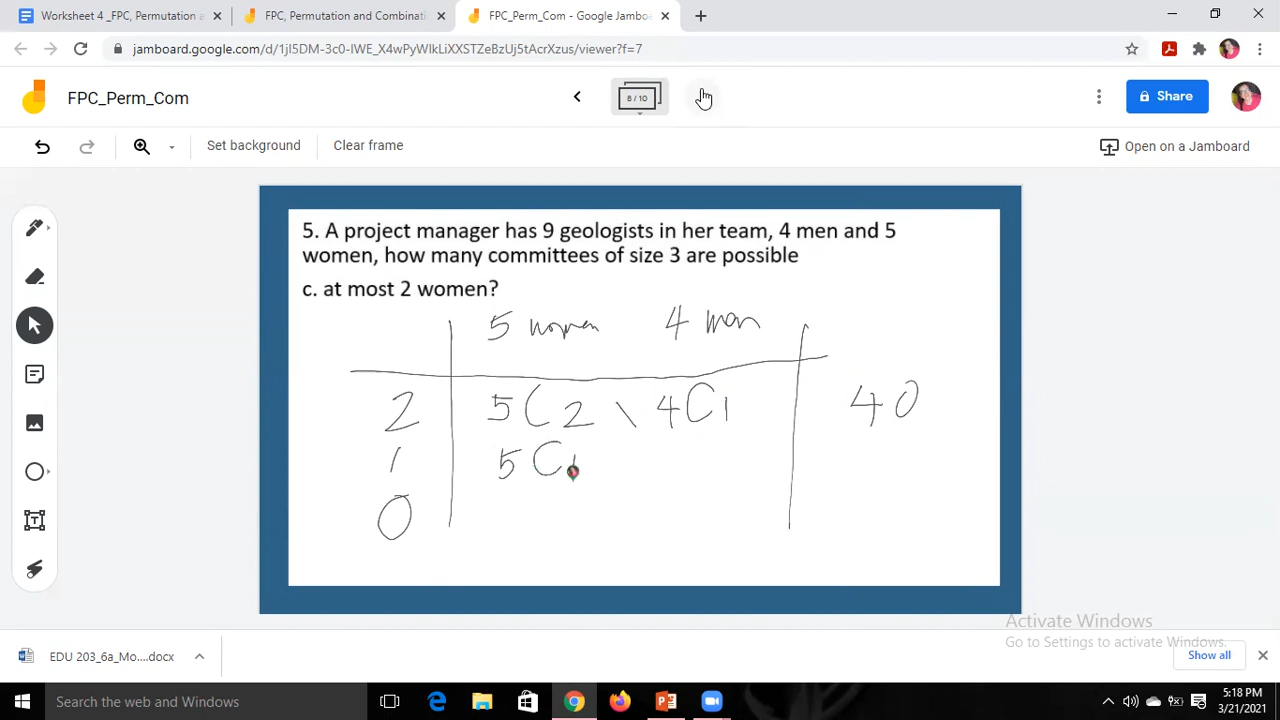 Worksheet 4 _FPC, Permutation a
FPC, Permutation and Combinati
FPC_Perm_Com - Google Jamboa
jamboard.google.com/d/1jI5DM-3c0-IWE_X4wPyWIkLiXXSTZeBzUj5tAcrXzus/viewer?f=7
FPC_Perm_Com
8 / 10
Share
Set background
Clear frame
Open on a Jamboard
5. A project manager has 9 geologists in her team, 4 men and 5
women, how many committees of size 3 are possible
c. at most 2 women?
5 women 4 men
2 5C2 \ 4C1 40
1 5C1
0
Activate Windows
Go to Settings to activate Windows.
EDU 203_6a_Mo....docx
Show all
Search the web and Windows
5:18 PM
3/21/2021